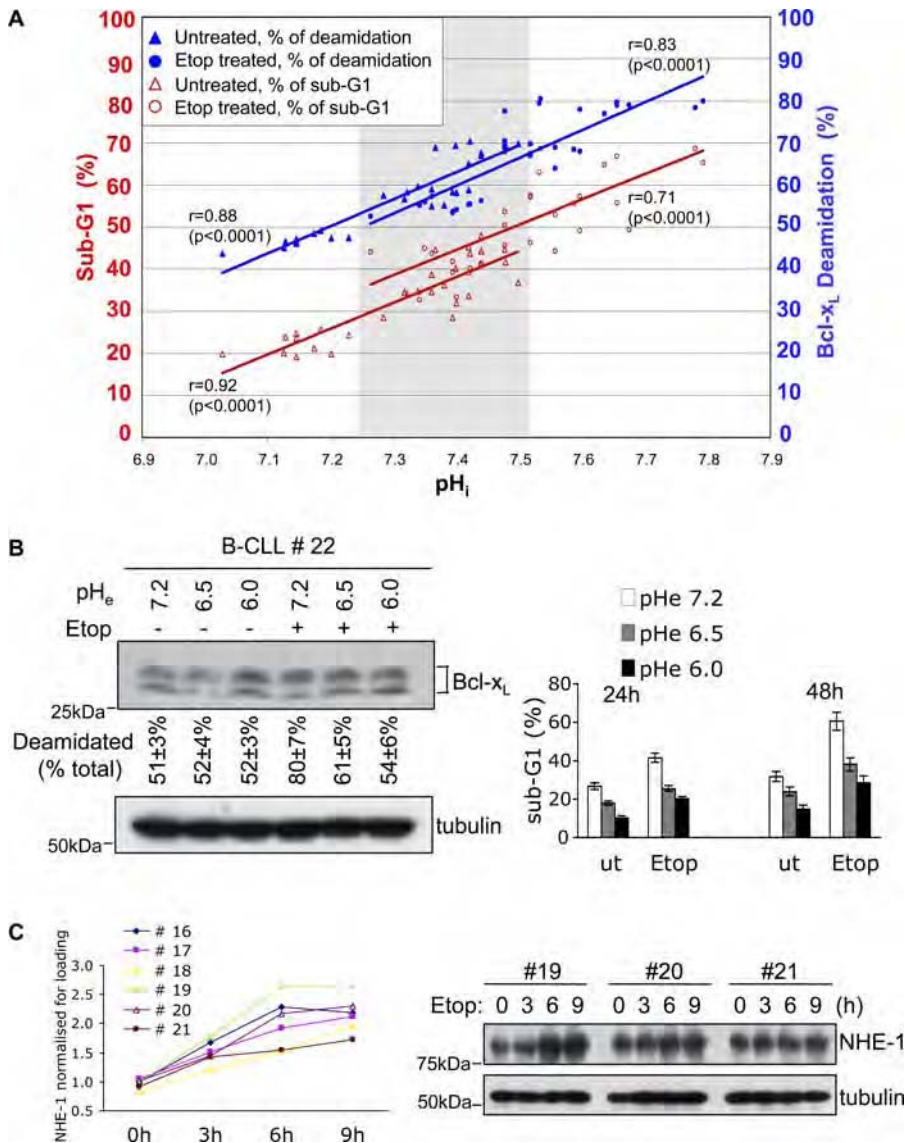 A
Sub-G1 (%)
100
90
80
70
60
50
40
30
20
10
0
Untreated, % of deamidation
Etop treated, % of deamidation
Untreated, % of sub-G1
Etop treated, % of sub-G1
r=0.83
(p<0.0001)
r=0.88
(p<0.0001)
r=0.71
(p<0.0001)
r=0.92
(p<0.0001)
100
90
80
70
60
50
40
30
20
10
0
Bcl-xL Deamidation (%)
6.9 7.0 7.1 7.2 7.3 7.4 7.5 7.6 7.7 7.8 7.9
pHi
B
B-CLL # 22
pHe 7.2 6.5 6.0 7.2 6.5 6.0
Etop - - - + + +
Bcl-xL
25kDa
Deamidated
(% total)
51±3% 52±4% 52±3% 80±7% 61±5% 54±6%
tubulin
50kDa
pHe 7.2
pHe 6.5
pHe 6.0
sub-G1 (%)
80
60
40
20
0
24h 48h
ut Etop ut Etop
C
NHE-1 normalised for loading
# 16
# 17
# 18
# 19
# 20
# 21
3.0
2.5
2.0
1.5
1.0
0.5
0h 3h 6h 9h
#19 #20 #21
Etop: 0 3 6 9 0 3 6 9 0 3 6 9 (h)
NHE-1
75kDa
tubulin
50kDa